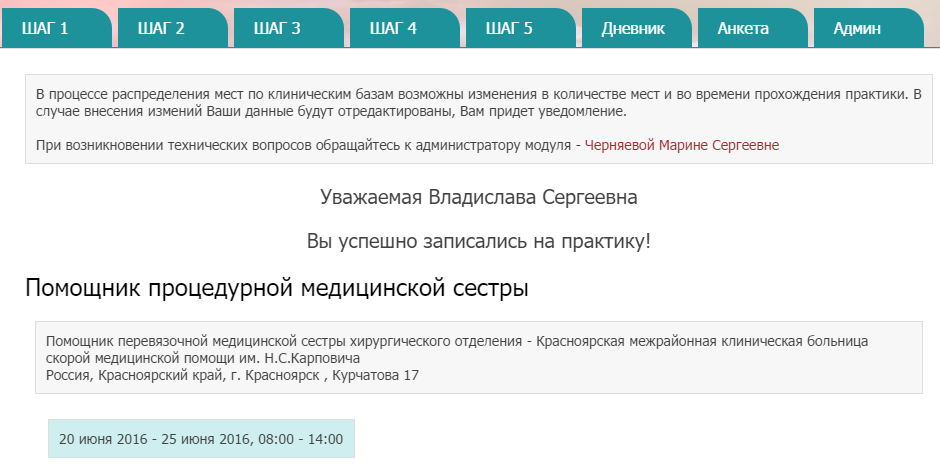 ШАГ 1 ШАГ 2 ШАГ 3 ШАГ 4 ШАГ 5 Дневник Анкета Админ
В процессе распределения мест по клиническим базам возможны изменения в количестве мест и во времени прохождения практики. В
случае внесения измений Ваши данные будут отредактированы, Вам придет уведомление.
При возникновении технических вопросов обращайтесь к администратору модуля - Черняевой Марине Сергеевне
Уважаемая Владислава Сергеевна
Вы успешно записались на практику!
Помощник процедурной медицинской сестры
Помощник перевязочной медицинской сестры хирургического отделения - Красноярская межрайонная клиническая больница
скорой медицинской помощи им. Н.С.Карповича
Россия, Красноярский край, г. Красноярск , Курчатова 17
20 июня 2016 - 25 июня 2016, 08:00 - 14:00